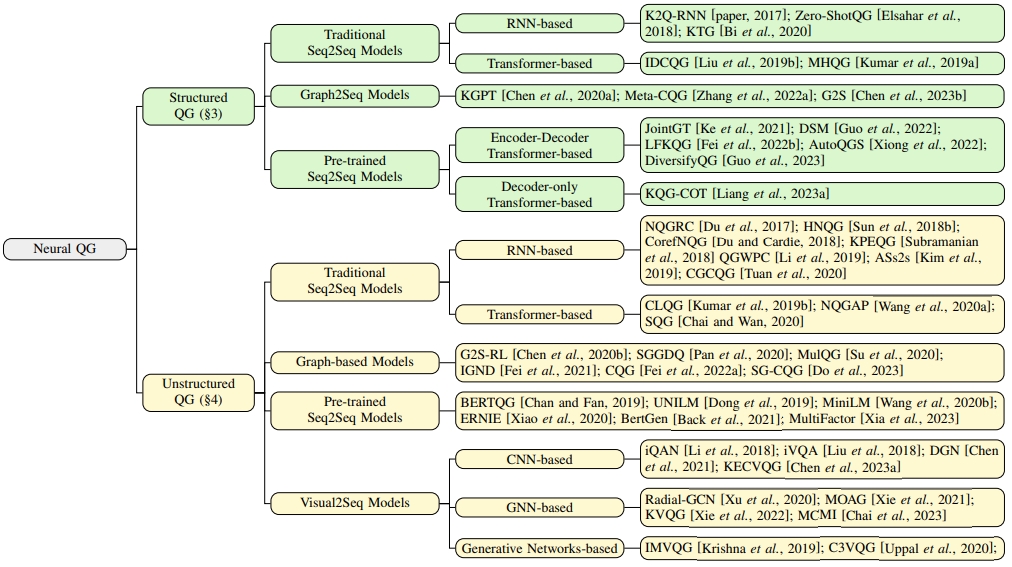 Neural QG
Structured
QG (§3)
Traditional
Seq2Seq Models
RNN-based
K2Q-RNN [paper, 2017]; Zero-ShotQG [Elsahar et al.,
2018]; KTG [Bi et al., 2020]
Transformer-based
IDCQG [Liu et al., 2019b]; MHQG [Kumar et al., 2019a]
Graph2Seq Models
KGPT [Chen et al., 2020a]; Meta-CQG [Zhang et al., 2022a]; G2S [Chen et al., 2023b]
Pre-trained
Seq2Seq Models
Encoder-Decoder
Transformer-based
JointGT [Ke et al., 2021]; DSM [Guo et al., 2022];
LFKQG [Fei et al., 2022b]; AutoQGS [Xiong et al., 2022];
DiversifyQG [Guo et al., 2023]
Decoder-only
Transformer-based
KQG-COT [Liang et al., 2023a]
Unstructured
QG (§4)
Traditional
Seq2Seq Models
RNN-based
NQGRC [Du et al., 2017]; HNQG [Sun et al., 2018b];
CorefNQG [Du and Cardie, 2018]; KPEQG [Subramanian
et al., 2018] QGWPC [Li et al., 2019]; ASs2s [Kim et al.,
2019]; CGCQG [Tuan et al., 2020]
Transformer-based
CLQG [Kumar et al., 2019b]; NQGAP [Wang et al., 2020a];
SQG [Chai and Wan, 2020]
Graph-based Models
G2S-RL [Chen et al., 2020b]; SGGDQ [Pan et al., 2020]; MulQG [Su et al., 2020];
IGND [Fei et al., 2021]; CQG [Fei et al., 2022a]; SG-CQG [Do et al., 2023]
Pre-trained
Seq2Seq Models
BERTQG [Chan and Fan, 2019]; UNILM [Dong et al., 2019]; MiniLM [Wang et al., 2020b];
ERNIE [Xiao et al., 2020]; BertGen [Back et al., 2021]; MultiFactor [Xia et al., 2023]
Visual2Seq Models
CNN-based
iQAN [Li et al., 2018]; iVQA [Liu et al., 2018]; DGN [Chen
et al., 2021]; KECVQG [Chen et al., 2023a]
GNN-based
Radial-GCN [Xu et al., 2020]; MOAG [Xie et al., 2021];
KVQG [Xie et al., 2022]; MCMI [Chai et al., 2023]
Generative Networks-based
IMVQG [Krishna et al., 2019]; C3VQG [Uppal et al., 2020];